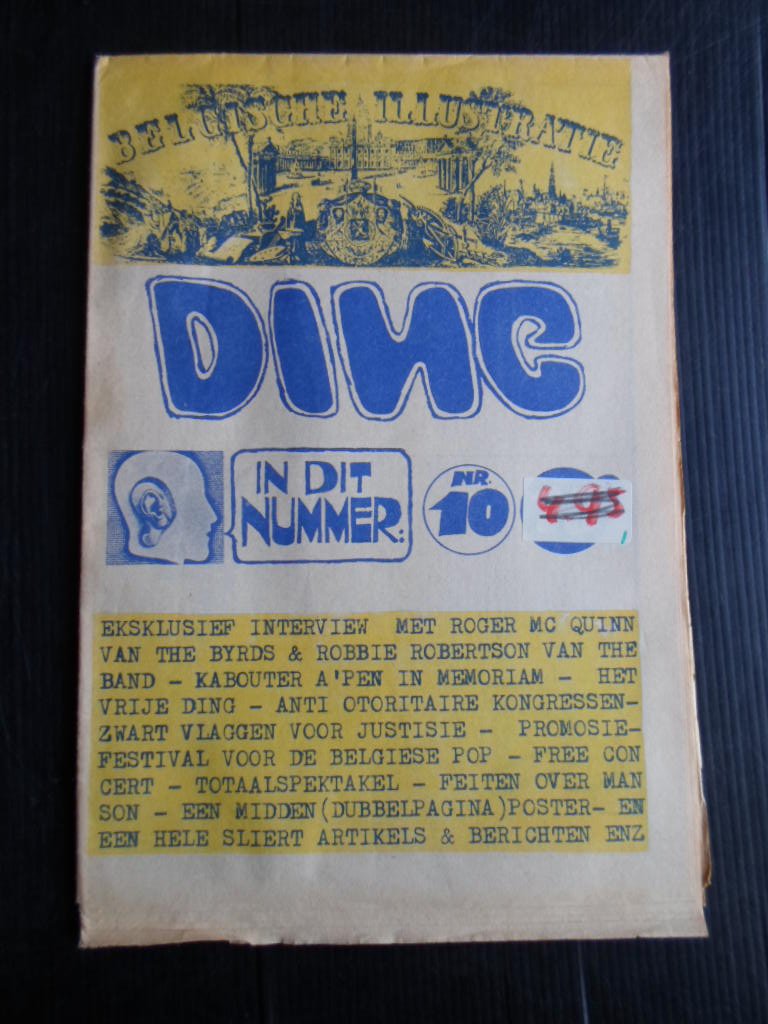 BELGISCHE ILLUSTRATIE
DING
IN DIT
NUMMER:
NR.
10
4.95
EKSKLUSIEF INTERVIEW MET ROGER MC QUINN
VAN THE BYRDS & ROBBIE ROBERTSON VAN THE
BAND - KABOUTER A'PEN IN MEMORIAM - HET
VRIJE DING - ANTI OTORITAIRE KONGRESSEN-
ZWART VLAGGEN VOOR JUSTISIE - PROMOSIE-
FESTIVAL VOOR DE BELGIESE POP - FREE CON
CERT - TOTAALSPEKTAKEL - FEITEN OVER MAN
SON - EEN MIDDEN(DUBBELPAGINA)POSTER- EN
EEN HELE SLIERT ARTIKELS & BERICHTEN ENZ